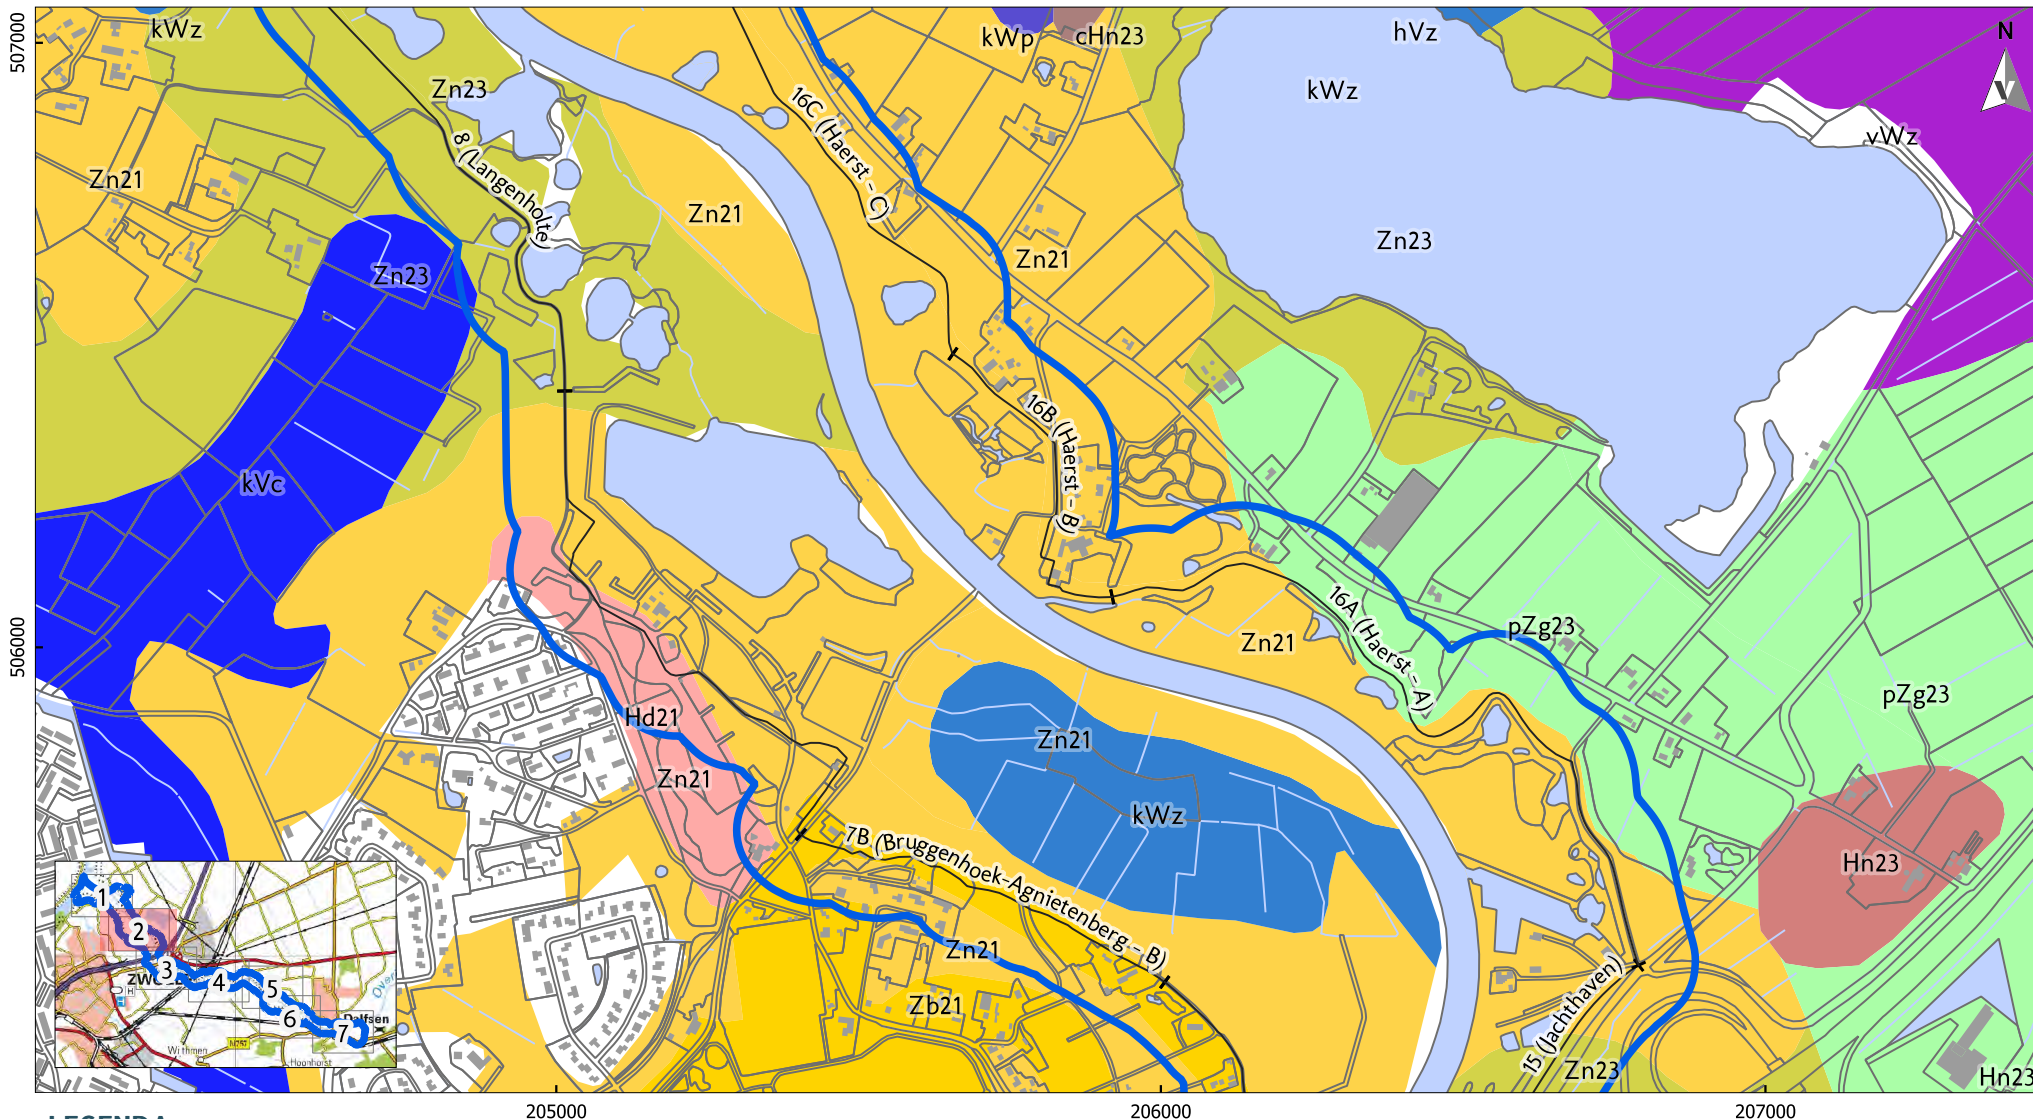 kWz
kWp
cHn23
hVz
N
507000
Zn23
kWz
16C (Haerst - C)
vWz
8 (Langenholte)
Zn21
Zn21
Zn23
Zn21
Zn23
16B (Haerst - B)
kVc
16A (Haerst - A)
pZg23
506000
Zn21
pZg23
Hd21
Zn21
Zn21
kWz
7B (Bruggenhoek-Agnietenberg - B)
Hn23
Zn21
Zb21
15 (Jachthaven)
Zn23
Hn23
1
2
3
4
5
6
7
Dalfsen
Withmen
N757
Hoonhorst
205000
206000
207000
LEGENDA